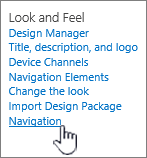 Look and Feel
Design Manager
Title, description, and logo
Device Channels
Navigation Elements
Change the look
Import Design Package
Navigation